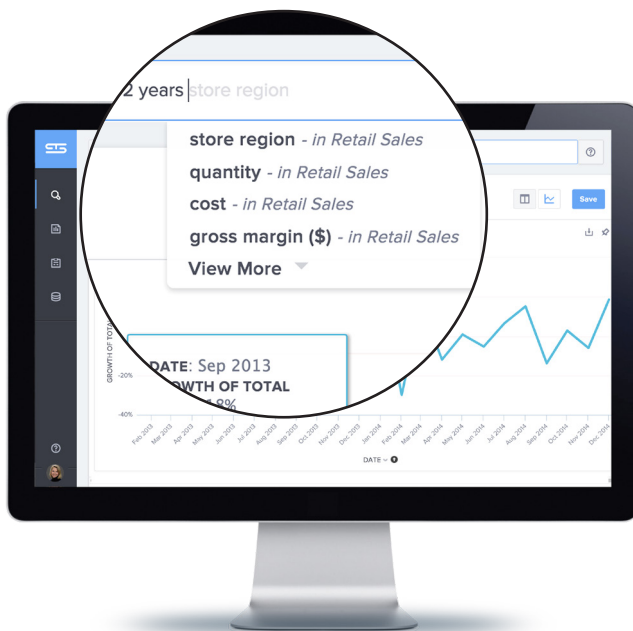 2 years store region
store region - in Retail Sales
quantity - in Retail Sales
cost - in Retail Sales
gross margin ($) - in Retail Sales
View More
Save
DATE: Sep 2013
GROWTH OF TOTAL
-20%
-40%
Feb 2013 Mar 2013 Apr 2013 May 2013 Jun 2013 Jul 2013 Aug 2013 Sep 2013 Oct 2013 Nov 2013 Dec 2013 Jan 2014 Feb 2014 Mar 2014 Apr 2014 May 2014 Jun 2014 Jul 2014 Aug 2014 Sep 2014 Oct 2014 Nov 2014 Dec 2014
DATE